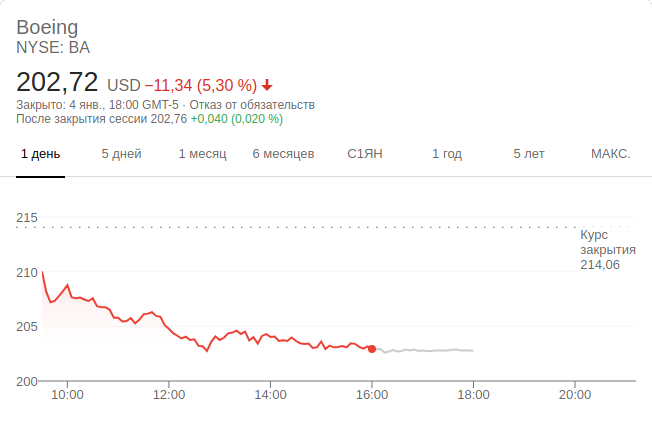 Boeing
NYSE: BA
202,72 USD −11,34 (5,30 %)
Закрыто: 4 янв., 18:00 GMT-5 · Отказ от обязательств
После закрытия сессии 202,76 +0,040 (0,020 %)
1 день 5 дней 1 месяц 6 месяцев С1ЯН 1 год 5 лет МАКС.
215
Курс
закрытия
214,06
210
205
200
10:00 12:00 14:00 16:00 18:00 20:00